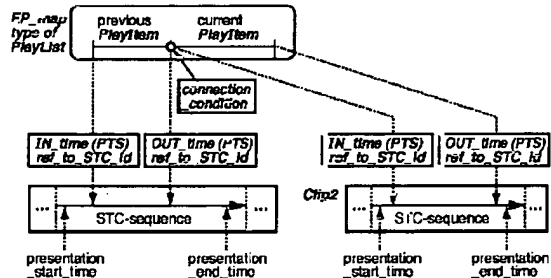 EP_map
type of
PlayList
previous
PlayItem
current
PlayItem
connection
_condition
IN_time (PTS)
ref_to_STC_id
OUT_time (PTS)
ref_to_STC_id
IN_time (PTS)
ref_to_STC_id
OUT_time (PTS)
ref_to_STC_id
...
STC-sequence
...
Clip2
...
STC-sequence
...
presentation
_start_time
presentation
_end_time
presentation
_start_time
presentation
_end_time